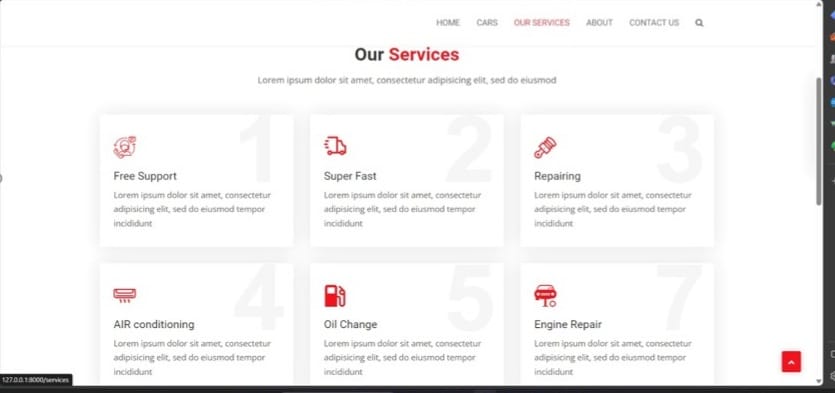 HOME CARS OUR SERVICES ABOUT CONTACT US
Our Services
Lorem ipsum dolor sit amet, consectetur adipisicing elit, sed do eiusmod
1
Free Support
Lorem ipsum dolor sit amet, consectetur
adipisicing elit, sed do eiusmod tempor
incididunt
2
Super Fast
Lorem ipsum dolor sit amet, consectetur
adipisicing elit, sed do eiusmod tempor
incididunt
3
Repairing
Lorem ipsum dolor sit amet, consectetur
adipisicing elit, sed do eiusmod tempor
incididunt
4
AIR conditioning
Lorem ipsum dolor sit amet, consectetur
adipisicing elit, sed do eiusmod tempor
incididunt
5
Oil Change
Lorem ipsum dolor sit amet, consectetur
adipisicing elit, sed do eiusmod tempor
incididunt
7
Engine Repair
Lorem ipsum dolor sit amet, consectetur
adipisicing elit, sed do eiusmod tempor
incididunt
127.0.0.1:8000/services